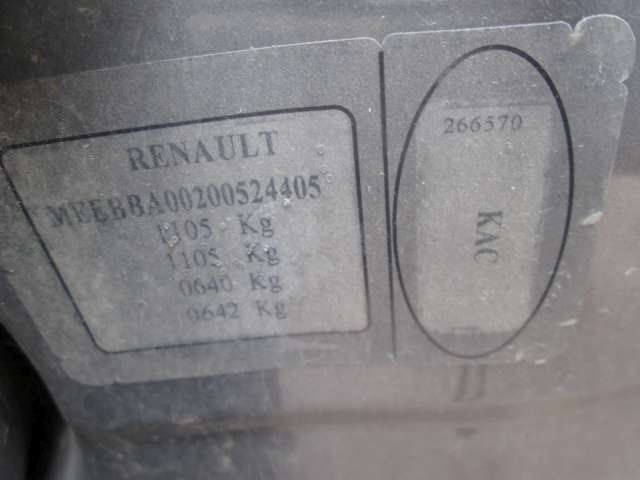 RENAULT
MEEBBA00200524405
1105 Kg
1105 Kg
0640 Kg
0642 Kg
266570
KAC